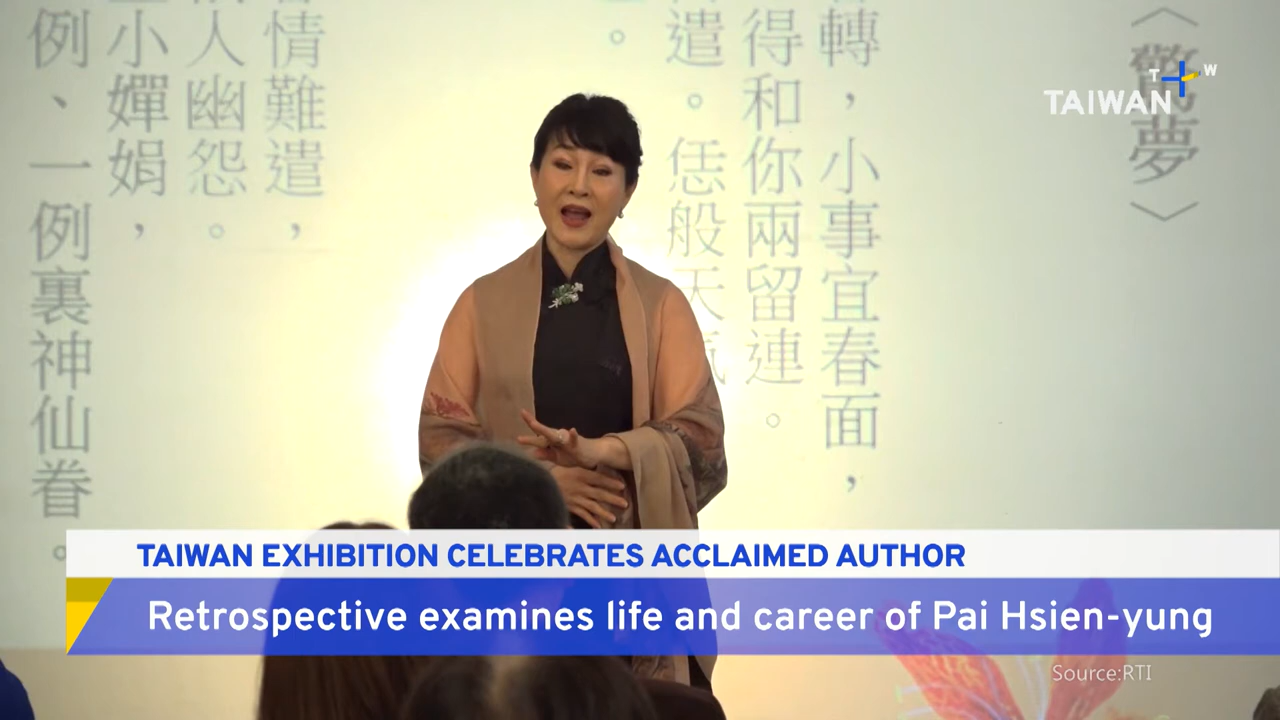 〈驚夢〉
轉，小事宜春面，
得和你兩留連。
遣。恁般天氣
。
情難遣，
人幽怨。
小嬋娟，
例、一例裏神仙眷。
T W
TAIWAN
TAIWAN EXHIBITION CELEBRATES ACCLAIMED AUTHOR
Retrospective examines life and career of Pai Hsien-yung
Source:RTI